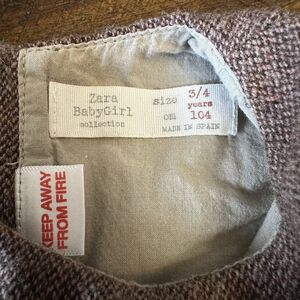 Zara
BabyGirl
collection
size 3/4
years
cm 104
MADE IN SPAIN
KEEP AWAY
FROM FIRE